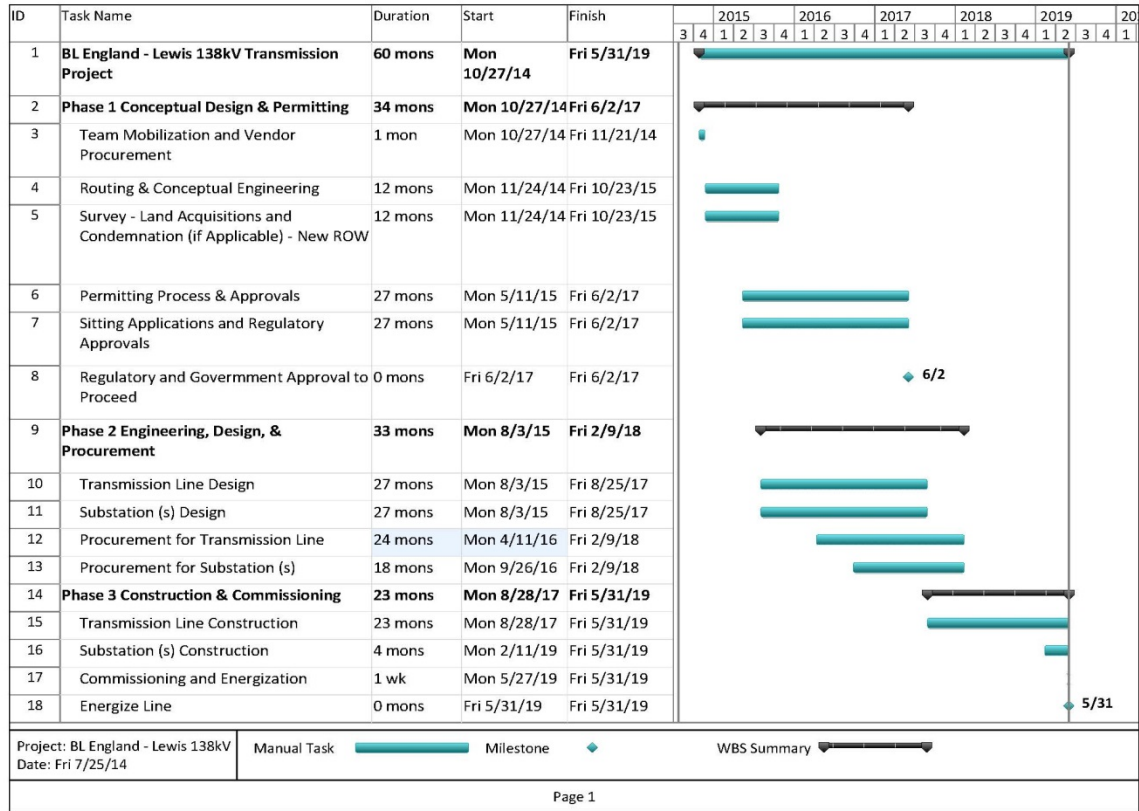 ID Task Name Duration Start Finish 2015 2016 2017 2018 2019 20
3 4 1 2 3 4 1 2 3 4 1 2 3 4 1 2 3 4 1 2 3 4 1
1 BL England - Lewis 138kV Transmission 60 mons Mon Fri 5/31/19
Project 10/27/14
2 Phase 1 Conceptual Design & Permitting 34 mons Mon 10/27/14 Fri 6/2/17
3 Team Mobilization and Vendor 1 mon Mon 10/27/14 Fri 11/21/14
Procurement
4 Routing & Conceptual Engineering 12 mons Mon 11/24/14 Fri 10/23/15
5 Survey - Land Acquisitions and 12 mons Mon 11/24/14 Fri 10/23/15
Condemnation (if Applicable) - New ROW
6 Permitting Process & Approvals 27 mons Mon 5/11/15 Fri 6/2/17
7 Sitting Applications and Regulatory 27 mons Mon 5/11/15 Fri 6/2/17
Approvals
8 Regulatory and Govermment Approval to 0 mons Fri 6/2/17 Fri 6/2/17 6/2
Proceed
9 Phase 2 Engineering, Design, & 33 mons Mon 8/3/15 Fri 2/9/18
Procurement
10 Transmission Line Design 27 mons Mon 8/3/15 Fri 8/25/17
11 Substation (s) Design 27 mons Mon 8/3/15 Fri 8/25/17
12 Procurement for Transmission Line 24 mons Mon 4/11/16 Fri 2/9/18
13 Procurement for Substation (s) 18 mons Mon 9/26/16 Fri 2/9/18
14 Phase 3 Construction & Commissioning 23 mons Mon 8/28/17 Fri 5/31/19
15 Transmission Line Construction 23 mons Mon 8/28/17 Fri 5/31/19
16 Substation (s) Construction 4 mons Mon 2/11/19 Fri 5/31/19
17 Commissioning and Energization 1 wk Mon 5/27/19 Fri 5/31/19
18 Energize Line 0 mons Fri 5/31/19 Fri 5/31/19 5/31
Project: BL England - Lewis 138kV Manual Task Milestone WBS Summary
Date: Fri 7/25/14
Page 1